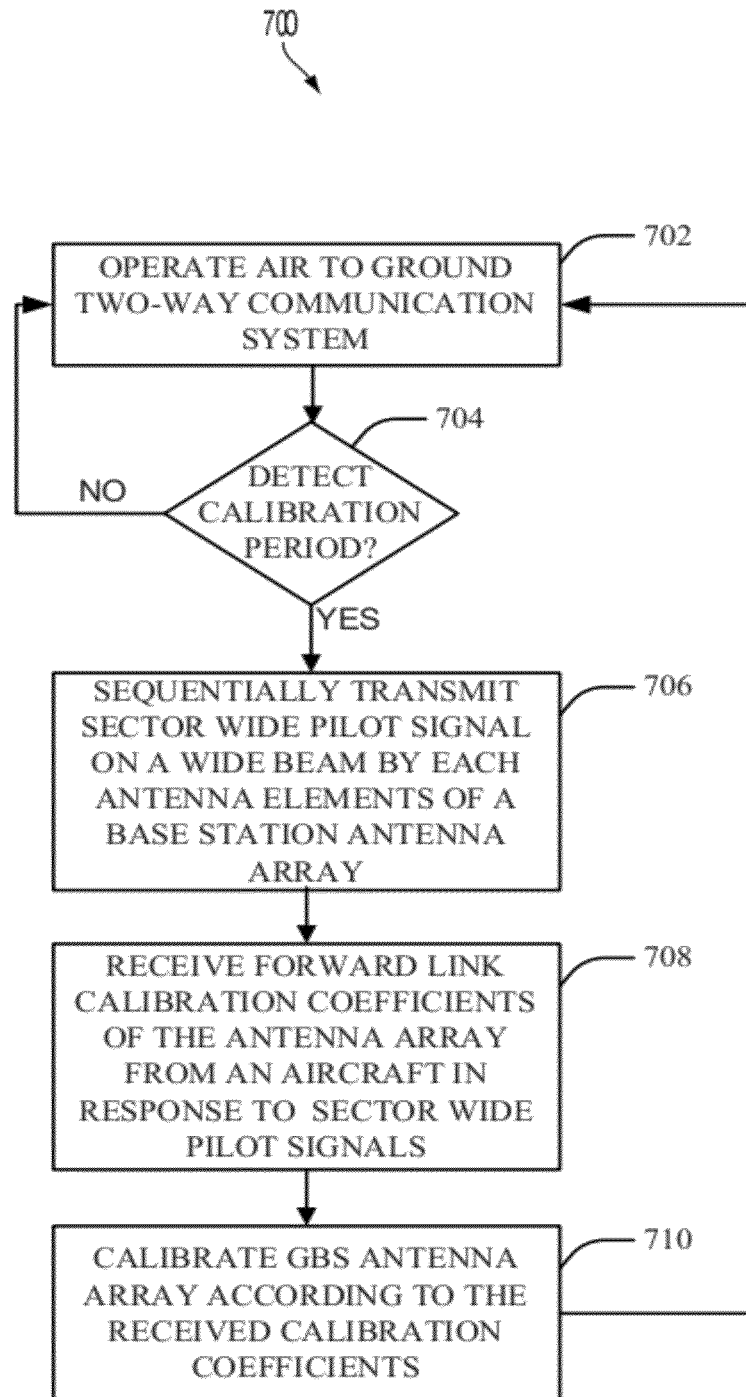 700
702
OPERATE AIR TO GROUND
TWO-WAY COMMUNICATION
SYSTEM
704
DETECT
CALIBRATION
PERIOD?
NO
YES
706
SEQUENTIALLY TRANSMIT
SECTOR WIDE PILOT SIGNAL
ON A WIDE BEAM BY EACH
ANTENNA ELEMENTS OF A
BASE STATION ANTENNA
ARRAY
708
RECEIVE FORWARD LINK
CALIBRATION COEFFICIENTS
OF THE ANTENNA ARRAY
FROM AN AIRCRAFT IN
RESPONSE TO SECTOR WIDE
PILOT SIGNALS
710
CALIBRATE GBS ANTENNA
ARRAY ACCORDING TO THE
RECEIVED CALIBRATION
COEFFICIENTS